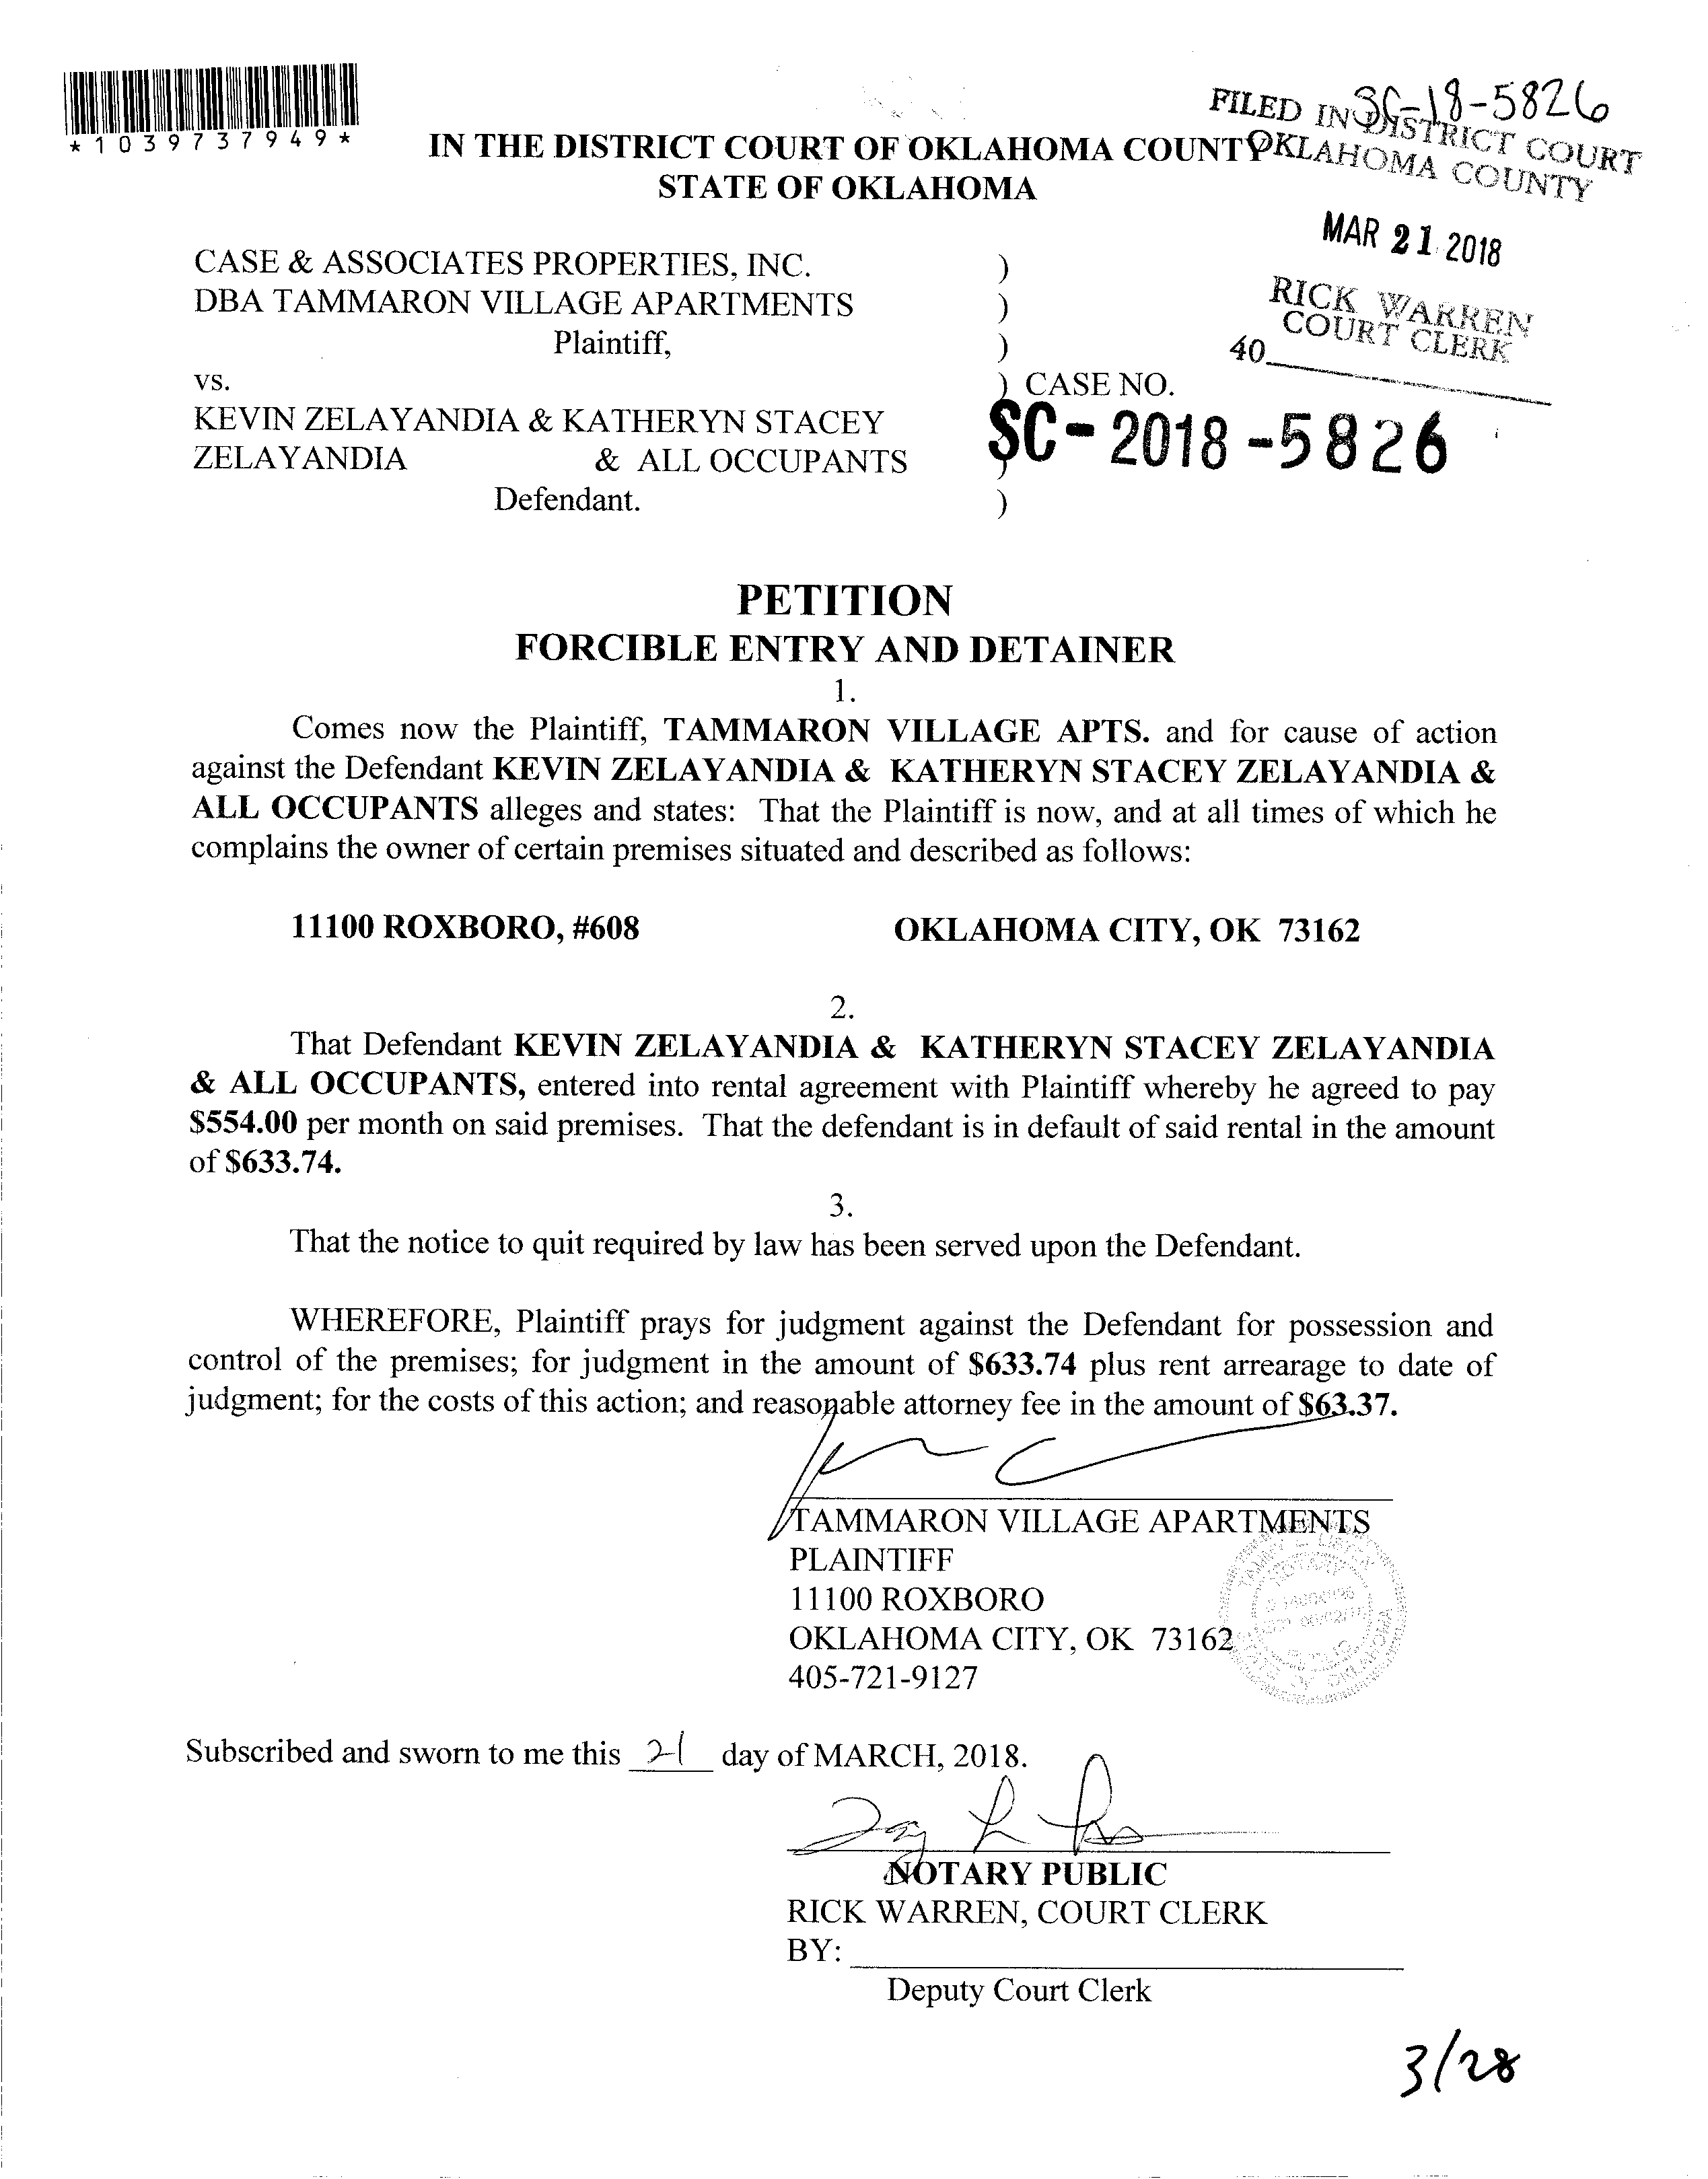 *1039737949*
SC-18-5826
FILED IN DISTRICT COURT
OKLAHOMA COUNTY
IN THE DISTRICT COURT OF OKLAHOMA COUNTY
STATE OF OKLAHOMA
MAR 21 2018
RICK WARREN
COURT CLERK
40
CASE & ASSOCIATES PROPERTIES, INC. )
DBA TAMMARON VILLAGE APARTMENTS )
Plaintiff, )
vs. ) CASE NO.
KEVIN ZELAYANDIA & KATHERYN STACEY SC-2018-5826
ZELAYANDIA & ALL OCCUPANTS )
Defendant. )
PETITION
FORCIBLE ENTRY AND DETAINER
1.
Comes now the Plaintiff, TAMMARON VILLAGE APTS. and for cause of action
against the Defendant KEVIN ZELAYANDIA & KATHERYN STACEY ZELAYANDIA &
ALL OCCUPANTS alleges and states: That the Plaintiff is now, and at all times of which he
complains the owner of certain premises situated and described as follows:
11100 ROXBORO, #608 OKLAHOMA CITY, OK 73162
2.
That Defendant KEVIN ZELAYANDIA & KATHERYN STACEY ZELAYANDIA
& ALL OCCUPANTS, entered into rental agreement with Plaintiff whereby he agreed to pay
$554.00 per month on said premises. That the defendant is in default of said rental in the amount
of $633.74.
3.
That the notice to quit required by law has been served upon the Defendant.
WHEREFORE, Plaintiff prays for judgment against the Defendant for possession and
control of the premises; for judgment in the amount of $633.74 plus rent arrearage to date of
judgment; for the costs of this action; and reasonable attorney fee in the amount of $63.37.
TAMMARON VILLAGE APARTMENTS
PLAINTIFF
11100 ROXBORO
OKLAHOMA CITY, OK 73162
405-721-9127
Subscribed and sworn to me this 21 day of MARCH, 2018.
NOTARY PUBLIC
RICK WARREN, COURT CLERK
BY:
Deputy Court Clerk
3/28